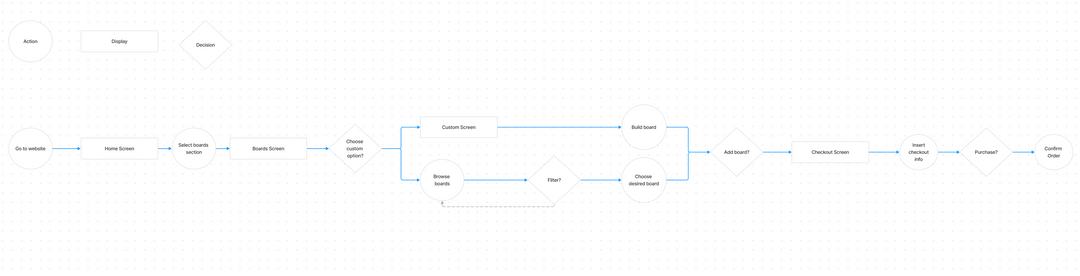 Action
Display
Decision
Go to website
Home Screen
Select boards
section
Boards Screen
Choose
custom
option?
Custom Screen
Build board
Browse
boards
Filter?
Choose
desired board
Add board?
Checkout Screen
Insert
checkout
info
Purchase?
Confirm
Order